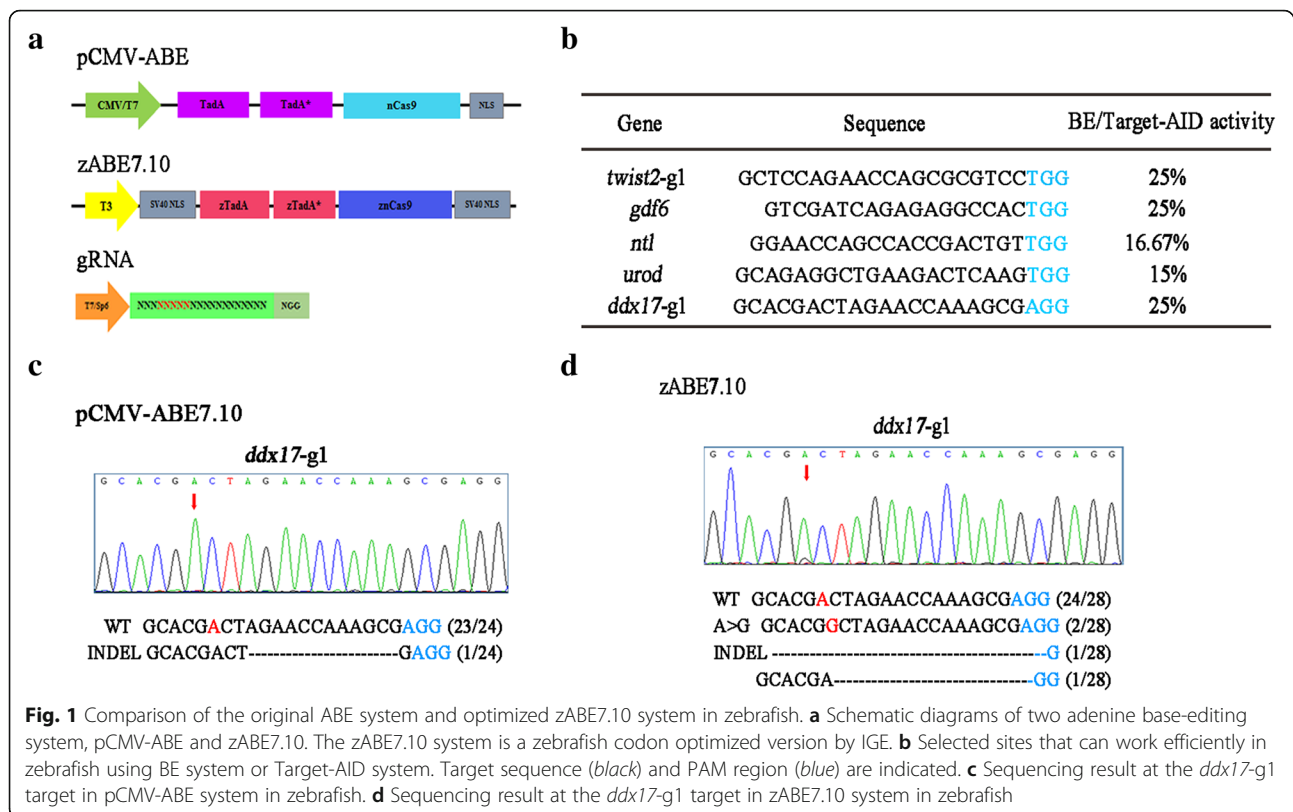 a
pCMV-ABE
CMV/T7 TadA TadA* nCas9 NLS
zABE7.10
T3 SV40 NLS zTadA zTadA* znCas9 SV40 NLS
gRNA
T7/Sp6 NNNNNNNNNNNNNNNNNNNN NGG
b
Gene Sequence BE/Target-AID activity
twist2-g1 GCTCCAGAACCAGCGCGTCCTGG 25%
gdf6 GTCGATCAGAGAGGCCACTGG 25%
ntl GGAACCAGCCACCGACTGTTGG 16.67%
urod GCAGAGGCTGAAGACTCAAGTGG 15%
ddx17-g1 GCACGACTAGAACCAAAGCGAGG 25%
c
pCMV-ABE7.10
ddx17-g1
G C A C G A C T A G A A C C A A A G C G A G G
WT GCACGACTAGAACCAAAGCGAGG (23/24)
INDEL GCACGACT--------------------GAGG (1/24)
d
zABE7.10
ddx17-g1
G C A C G A C T A G A A C C A A A G C G A G G
WT GCACGACTAGAACCAAAGCGAGG (24/28)
A>G GCACGGCTAGAACCAAAGCGAGG (2/28)
INDEL ------------------------------------G (1/28)
GCACGA---------------------------GG (1/28)
Fig. 1 Comparison of the original ABE system and optimized zABE7.10 system in zebrafish. a Schematic diagrams of two adenine base-editing
system, pCMV-ABE and zABE7.10. The zABE7.10 system is a zebrafish codon optimized version by IGE. b Selected sites that can work efficiently in
zebrafish using BE system or Target-AID system. Target sequence (black) and PAM region (blue) are indicated. c Sequencing result at the ddx17-g1
target in pCMV-ABE system in zebrafish. d Sequencing result at the ddx17-g1 target in zABE7.10 system in zebrafish